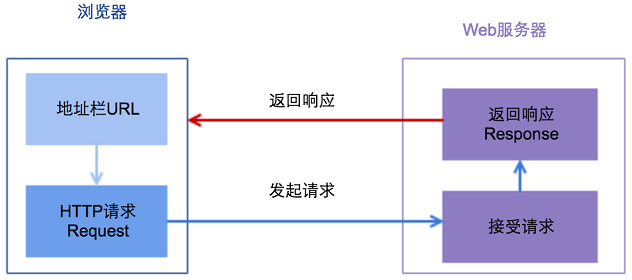 浏览器
Web服务器
地址栏URL
返回响应
返回响应
Response
HTTP请求
Request
发起请求
接受请求